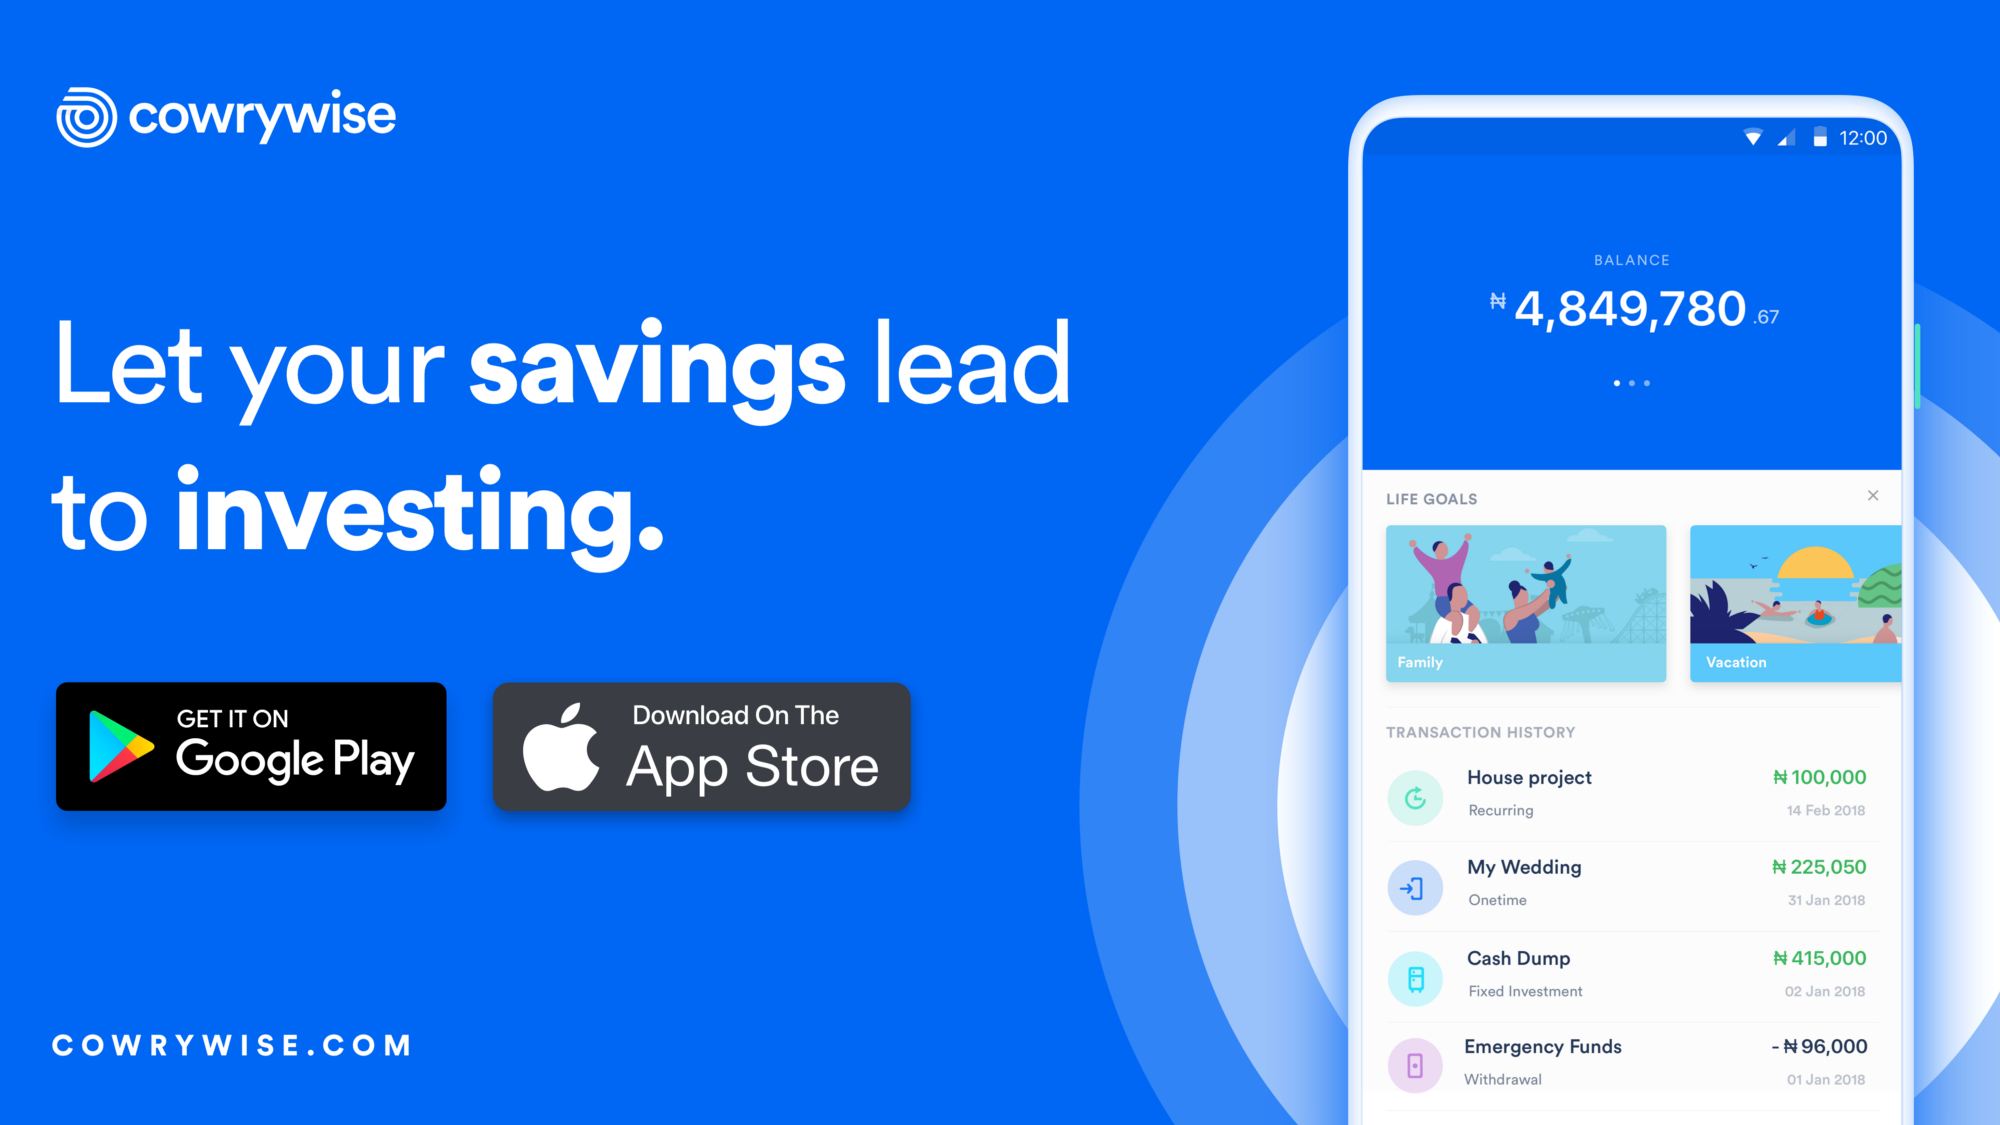 cowrywise
Let your savings lead
to investing.
GET IT ON
Google Play
Download On The
App Store
COWRYWISE.COM
12:00
BALANCE
₦ 4,849,780.67
LIFE GOALS ×
Family
Vacation
TRANSACTION HISTORY
House project ₦ 100,000
Recurring 14 Feb 2018
My Wedding ₦ 225,050
Onetime 31 Jan 2018
Cash Dump ₦ 415,000
Fixed Investment 02 Jan 2018
Emergency Funds - ₦ 96,000
Withdrawal 01 Jan 2018